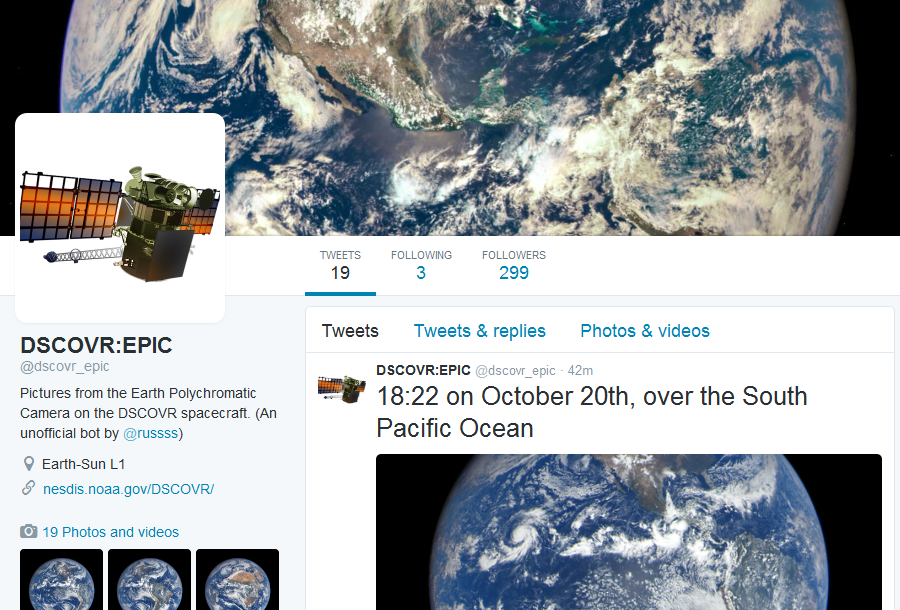 TWEETS FOLLOWING FOLLOWERS
19 3 299
DSCOVR:EPIC
@dscovr_epic
Pictures from the Earth Polychromatic
Camera on the DSCOVR spacecraft. (An
unofficial bot by @russss)
Earth-Sun L1
nesdis.noaa.gov/DSCOVR/
19 Photos and videos
Tweets Tweets & replies Photos & videos
DSCOVR:EPIC @dscovr_epic · 42m
18:22 on October 20th, over the South
Pacific Ocean